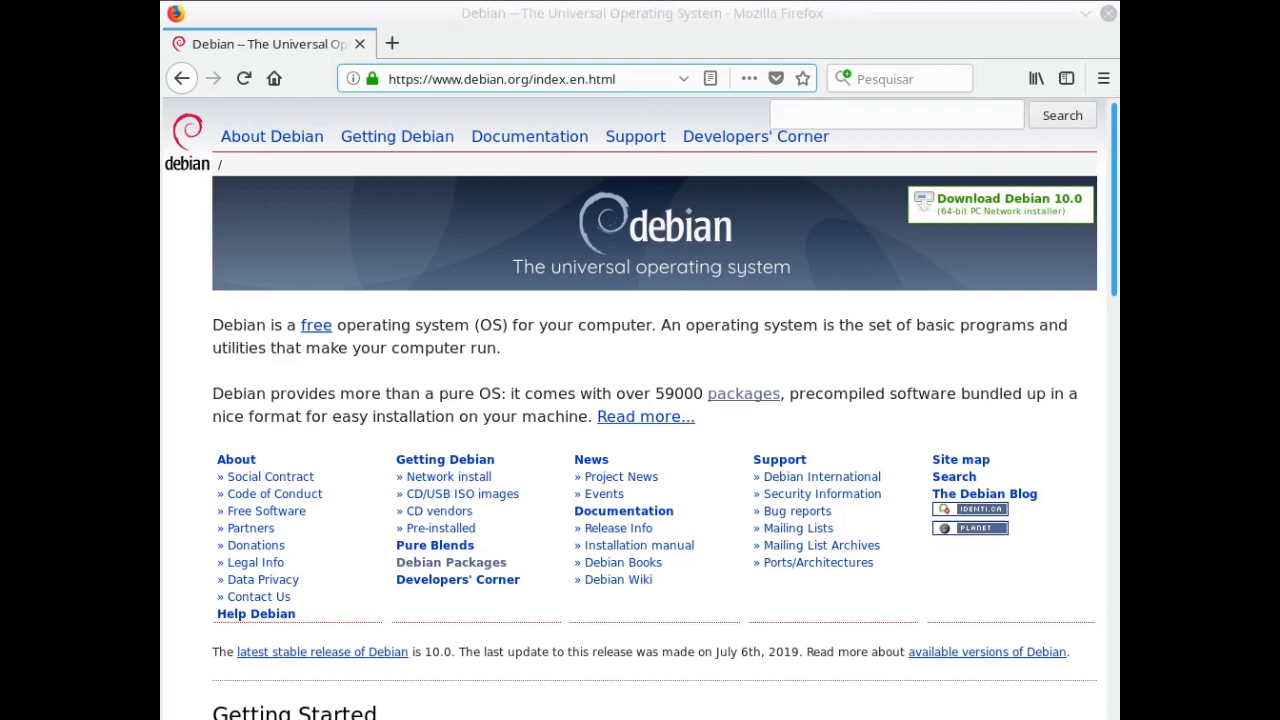 Debian -- The Universal Operating System - Mozilla Firefox
Debian -- The Universal Op
https://www.debian.org/index.en.html
Pesquisar
Search
About Debian Getting Debian Documentation Support Developers' Corner
debian /
Download Debian 10.0
(64-bit PC Network installer)
debian
The universal operating system
Debian is a free operating system (OS) for your computer. An operating system is the set of basic programs and
utilities that make your computer run.
Debian provides more than a pure OS: it comes with over 59000 packages, precompiled software bundled up in a
nice format for easy installation on your machine. Read more...
About
» Social Contract
» Code of Conduct
» Free Software
» Partners
» Donations
» Legal Info
» Data Privacy
» Contact Us
Help Debian
Getting Debian
» Network install
» CD/USB ISO images
» CD vendors
» Pre-installed
Pure Blends
Debian Packages
Developers' Corner
News
» Project News
» Events
Documentation
» Release Info
» Installation manual
» Debian Books
» Debian Wiki
Support
» Debian International
» Security Information
» Bug reports
» Mailing Lists
» Mailing List Archives
» Ports/Architectures
Site map
Search
The Debian Blog
IDENTI.CA
PLANET
The latest stable release of Debian is 10.0. The last update to this release was made on July 6th, 2019. Read more about available versions of Debian.
Getting Started